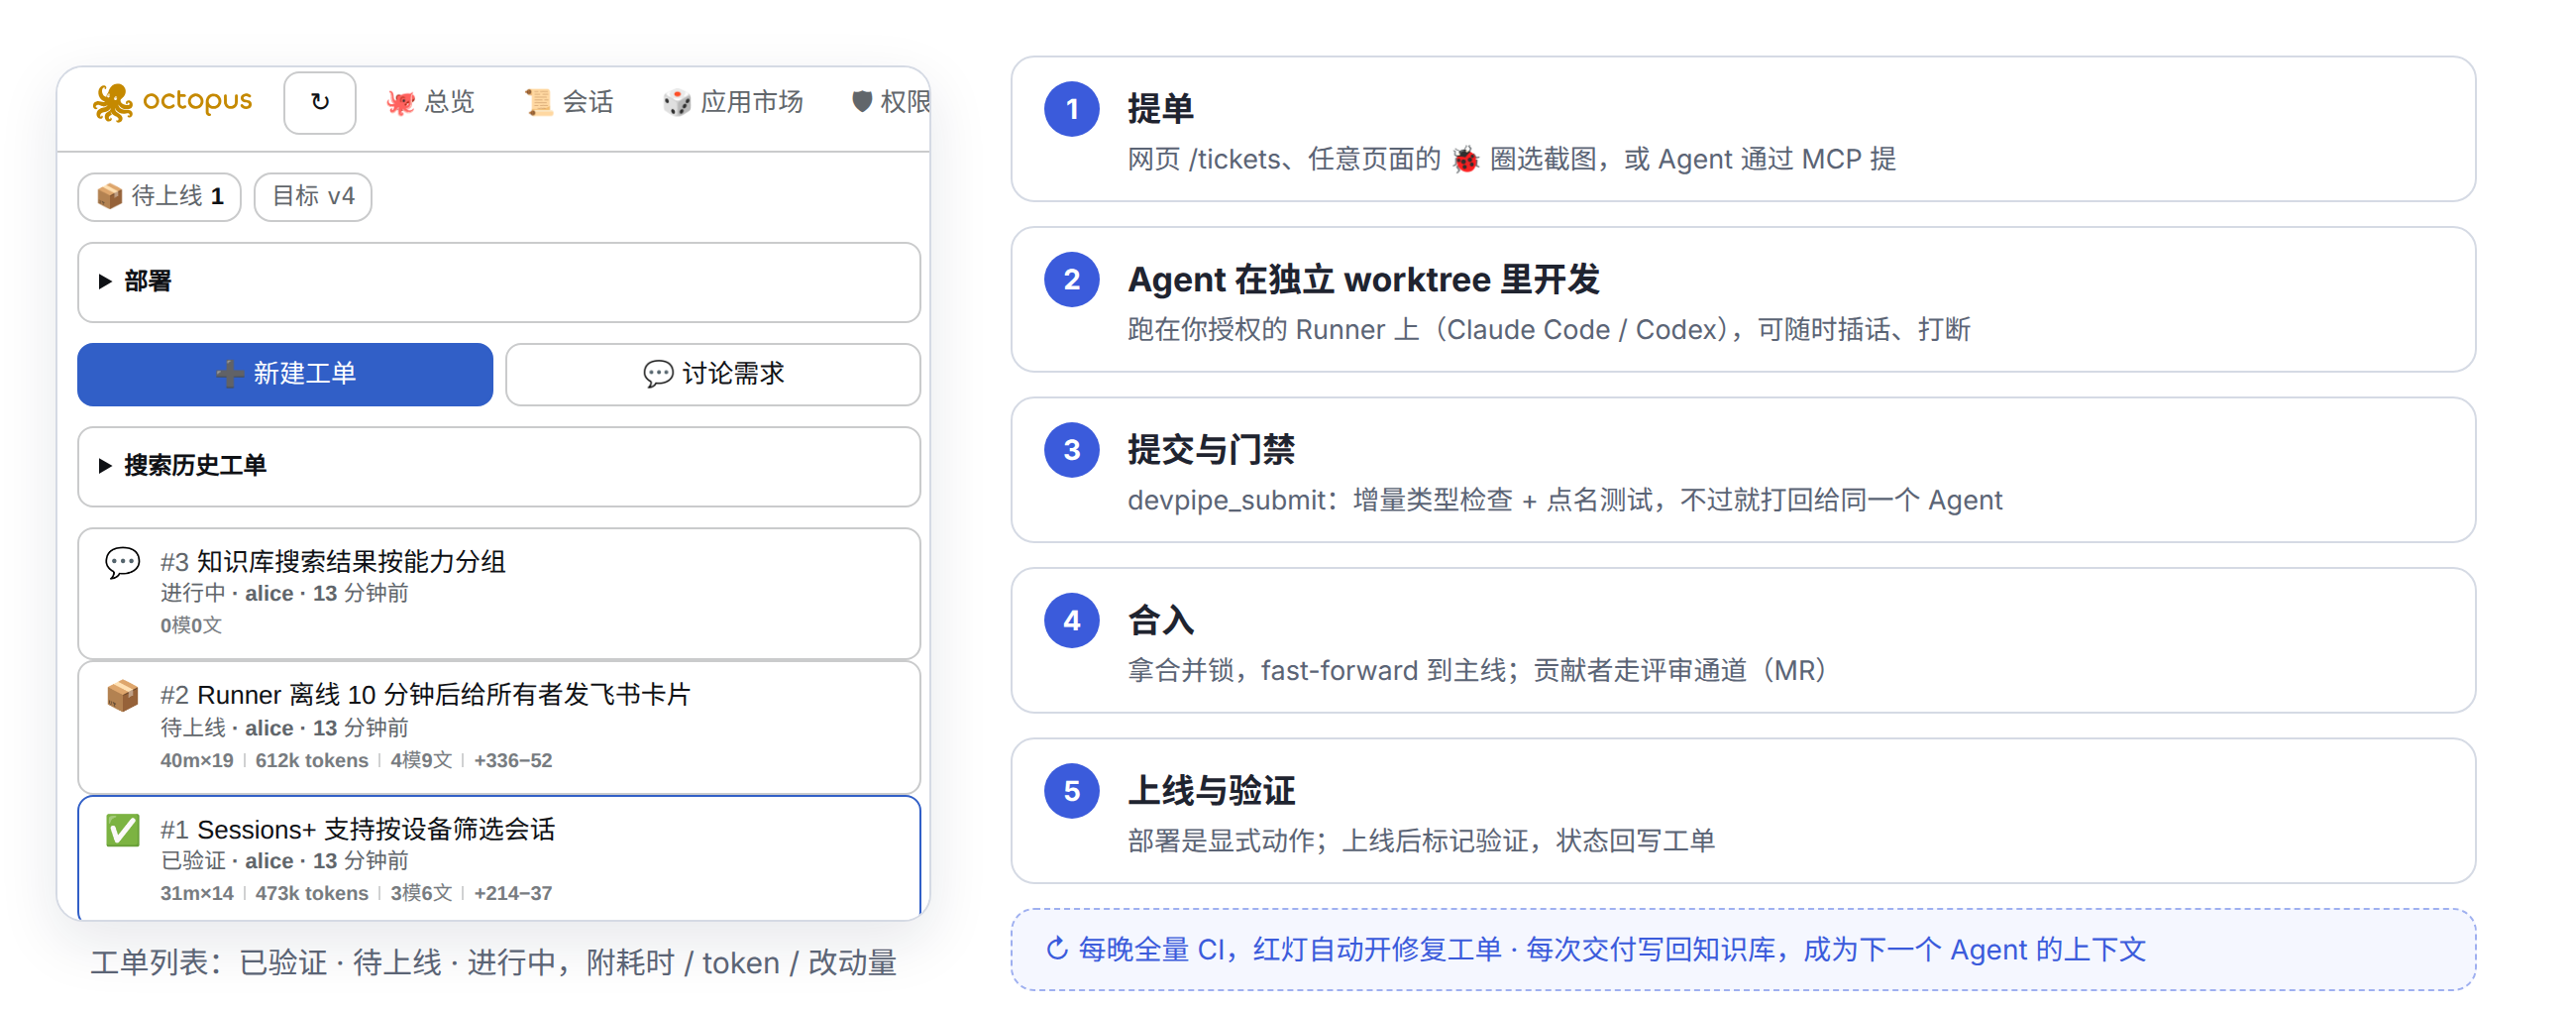 octopus ↻ 🐙 总览 📜 会话 🎲 应用市场 🛡 权限
📦 待上线 1 目标 v4
▶ 部署
➕ 新建工单 💬 讨论需求
▶ 搜索历史工单
💬 #3 知识库搜索结果按能力分组
进行中 · alice · 13 分钟前
0模0文
📦 #2 Runner 离线 10 分钟后给所有者发飞书卡片
待上线 · alice · 13 分钟前
40m×19 | 612k tokens | 4模9文 | +336−52
✅ #1 Sessions+ 支持按设备筛选会话
已验证 · alice · 13 分钟前
31m×14 | 473k tokens | 3模6文 | +214−37
工单列表：已验证 · 待上线 · 进行中，附耗时 / token / 改动量
1 提单
网页 /tickets、任意页面的 🐞 圈选截图，或 Agent 通过 MCP 提
2 Agent 在独立 worktree 里开发
跑在你授权的 Runner 上（Claude Code / Codex），可随时插话、打断
3 提交与门禁
devpipe_submit：增量类型检查 + 点名测试，不过就打回给同一个 Agent
4 合入
拿合并锁，fast-forward 到主线；贡献者走评审通道（MR）
5 上线与验证
部署是显式动作；上线后标记验证，状态回写工单
↻ 每晚全量 CI，红灯自动开修复工单 · 每次交付写回知识库，成为下一个 Agent 的上下文